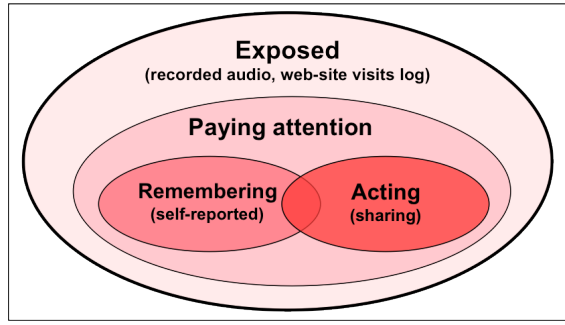 Exposed
(recorded audio, web-site visits log)
Paying attention
Remembering
(self-reported)
Acting
(sharing)